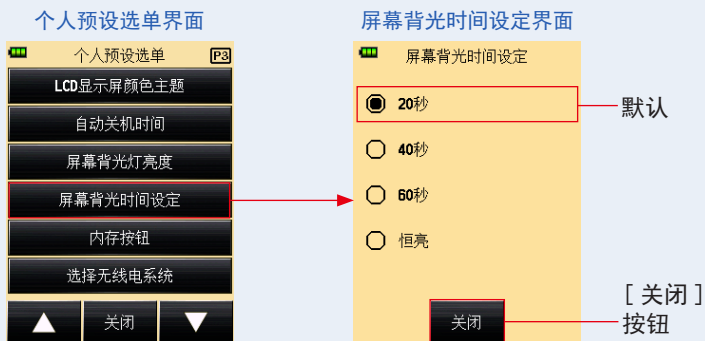 个人预设选单界面
个人预设选单
P3
LCD显示屏颜色主题
自动关机时间
屏幕背光灯亮度
屏幕背光时间设定
内存按钮
选择无线电系统
关闭
屏幕背光时间设定界面
屏幕背光时间设定
20秒
默认
40秒
60秒
恒亮
关闭
[ 关闭 ]
按钮